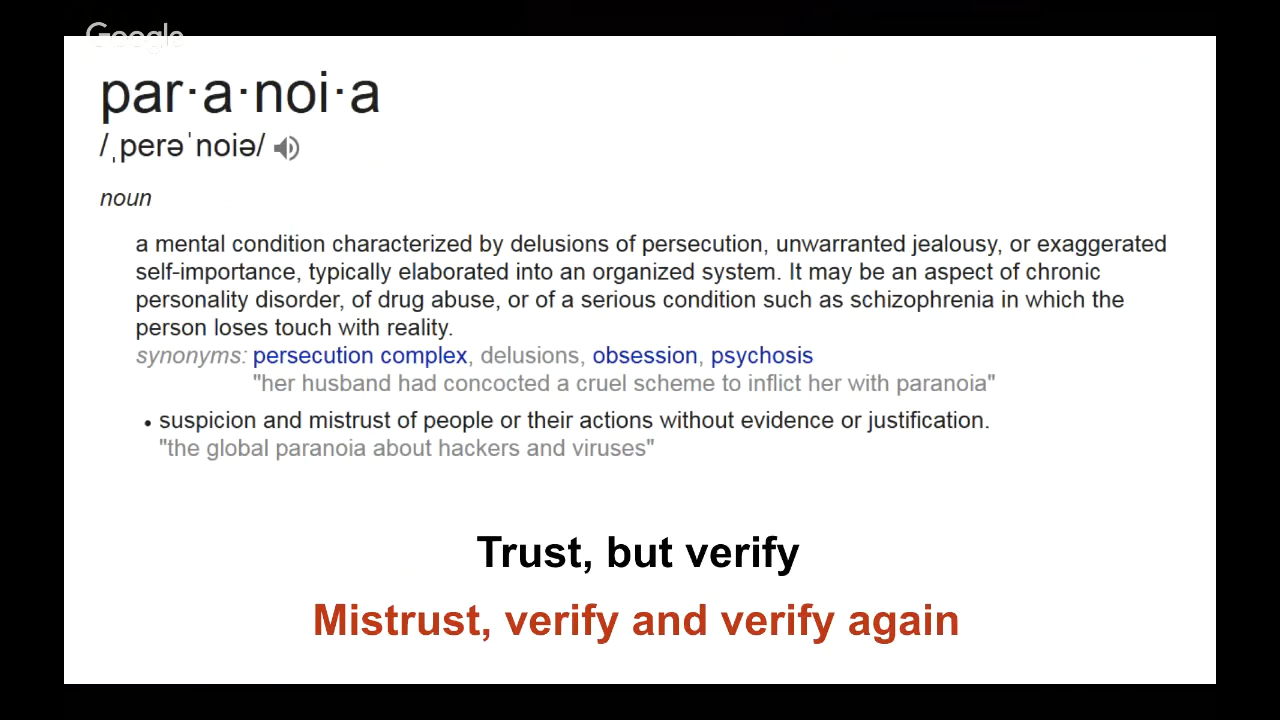 Google
par·a·noi·a
/ˌperəˈnoiə/
noun
a mental condition characterized by delusions of persecution, unwarranted jealousy, or exaggerated
self-importance, typically elaborated into an organized system. It may be an aspect of chronic
personality disorder, of drug abuse, or of a serious condition such as schizophrenia in which the
person loses touch with reality.
synonyms: persecution complex, delusions, obsession, psychosis
"her husband had concocted a cruel scheme to inflict her with paranoia"
• suspicion and mistrust of people or their actions without evidence or justification.
"the global paranoia about hackers and viruses"
Trust, but verify
Mistrust, verify and verify again